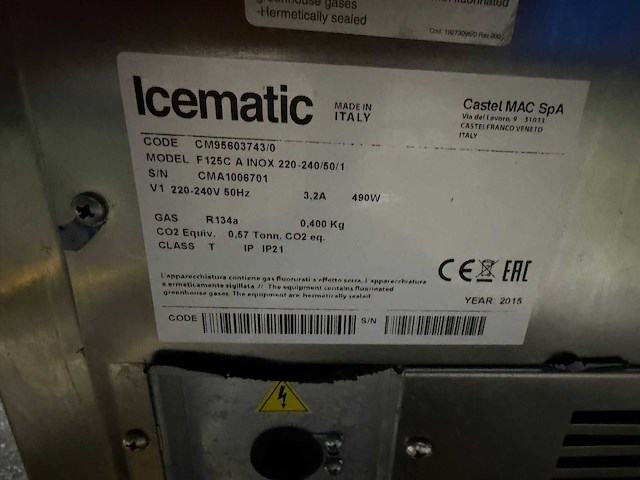 greenhouse gases
-Hermetically sealed
fluorinated
Icematic
MADE IN
ITALY
Castel MAC SpA
Via del Lavoro, 9 31033
CASTELFRANCO VENETO
ITALY
CODE CM95603743/0
MODEL F125C A INOX 220-240/50/1
S/N CMA1006701
V1 220-240V 50Hz 3,2A 490W
GAS R134a 0,400 Kg
CO2 Equiv. 0,57 Tonn. CO2 eq.
CLASS T IP IP21
L'apparecchiatura contiene gas fluorurati a effetto serra. L'apparecchiatura
e ermeticamente sigillata // The equipment contains fluorinated
greenhouse gases. The equipment are hermetically sealed
CE EAC
YEAR: 2015
CODE S/N